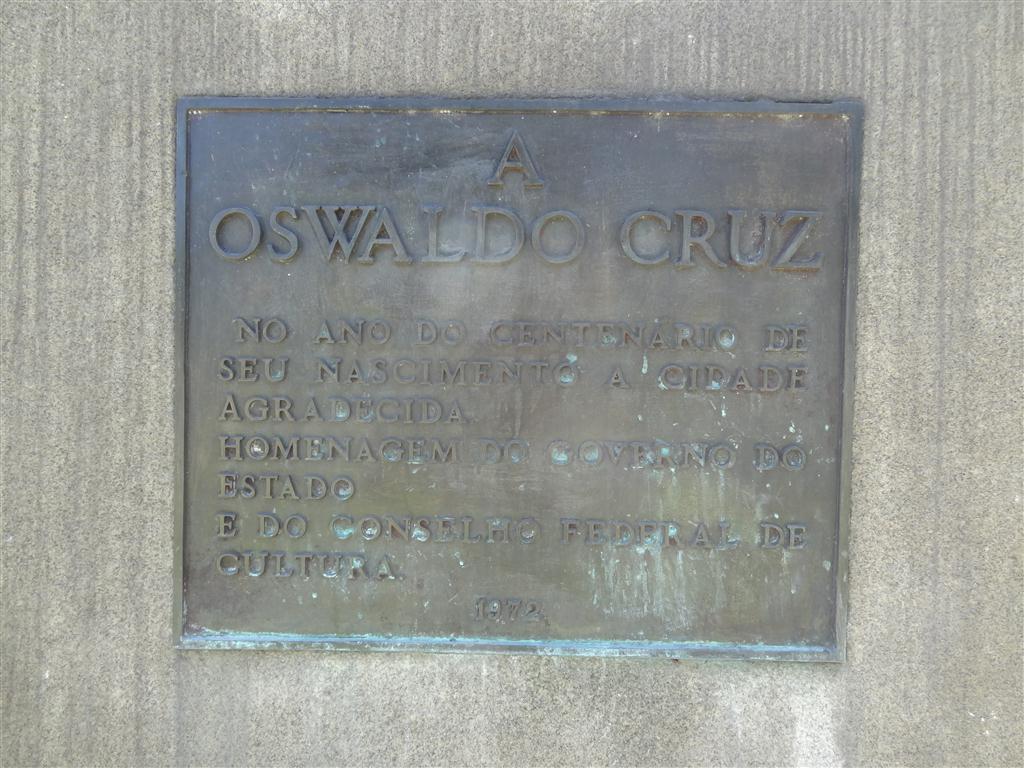 A
OSWALDO CRUZ
NO ANO DO CENTENÁRIO DE
SEU NASCIMENTO A CIDADE
AGRADECIDA.
HOMENAGEM DO GOVERNO DO
ESTADO
E DO CONSELHO FEDERAL DE
CULTURA.
1972